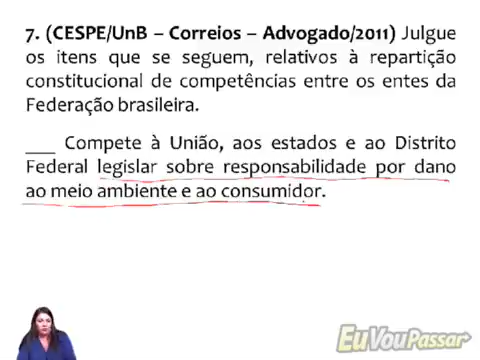 7. (CESPE/UnB – Correios – Advogado/2011) Julgue
os itens que se seguem, relativos à repartição
constitucional de competências entre os entes da
Federação brasileira.
___ Compete à União, aos estados e ao Distrito
Federal legislar sobre responsabilidade por dano
ao meio ambiente e ao consumidor.
EuVouPassar